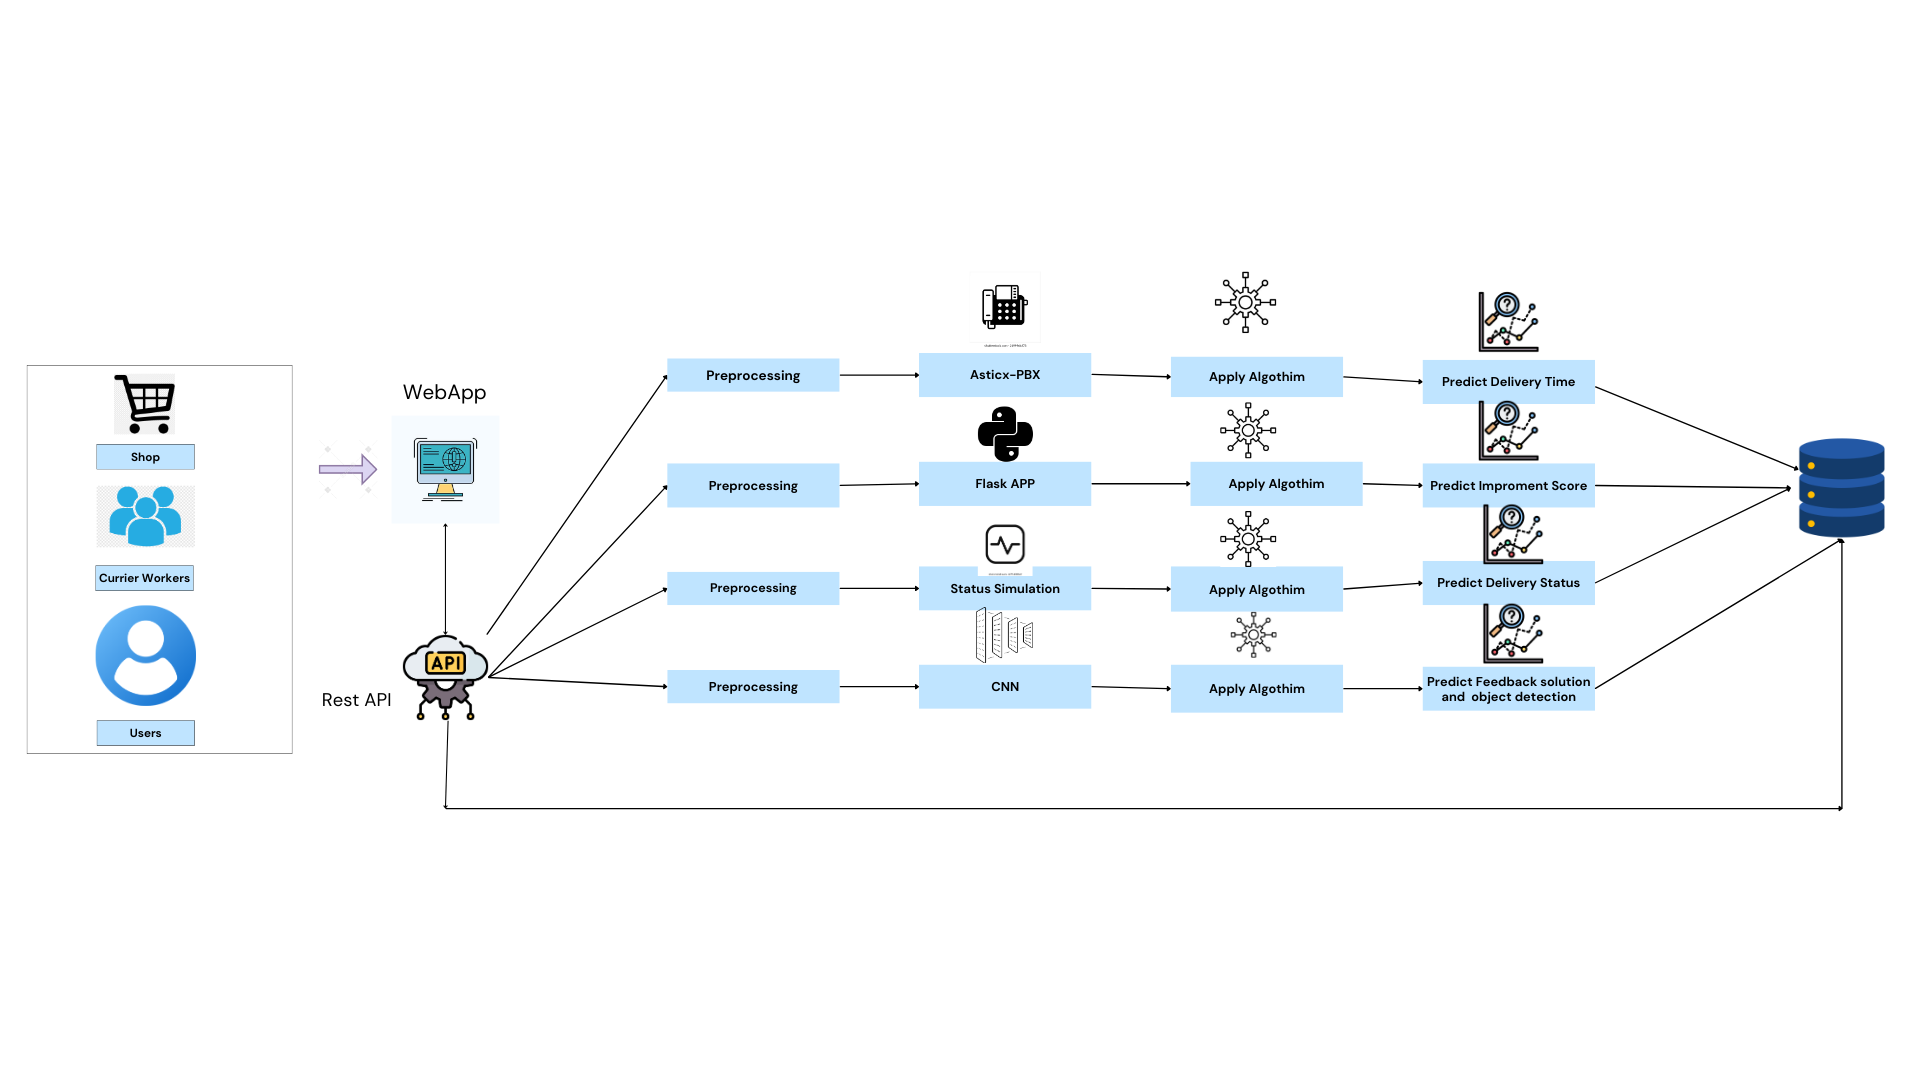 Shop
Currier Workers
Users
WebApp
API
Rest API
Preprocessing
Asticx-PBX
Apply Algothim
Predict Delivery Time
Preprocessing
Flask APP
Apply Algothim
Predict Improment Score
Preprocessing
Status Simulation
Apply Algothim
Predict Delivery Status
Preprocessing
CNN
Apply Algothim
Predict Feedback solution
and object detection